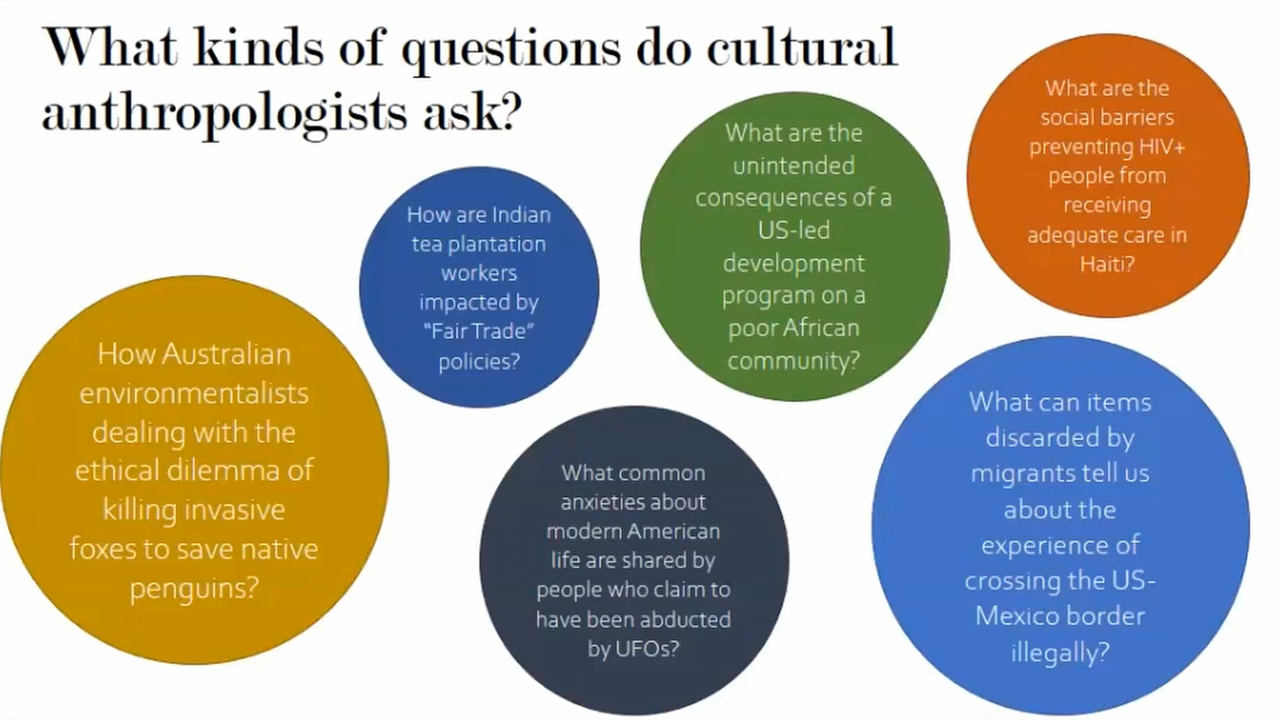 What kinds of questions do cultural
anthropologists ask?
How Australian
environmentalists
dealing with the
ethical dilemma of
killing invasive
foxes to save native
penguins?
How are Indian
tea plantation
workers
impacted by
“Fair Trade”
policies?
What common
anxieties about
modern American
life are shared by
people who claim to
have been abducted
by UFOs?
What are the
unintended
consequences of a
US-led
development
program on a
poor African
community?
What are the
social barriers
preventing HIV+
people from
receiving
adequate care in
Haiti?
What can items
discarded by
migrants tell us
about the
experience of
crossing the US-
Mexico border
illegally?